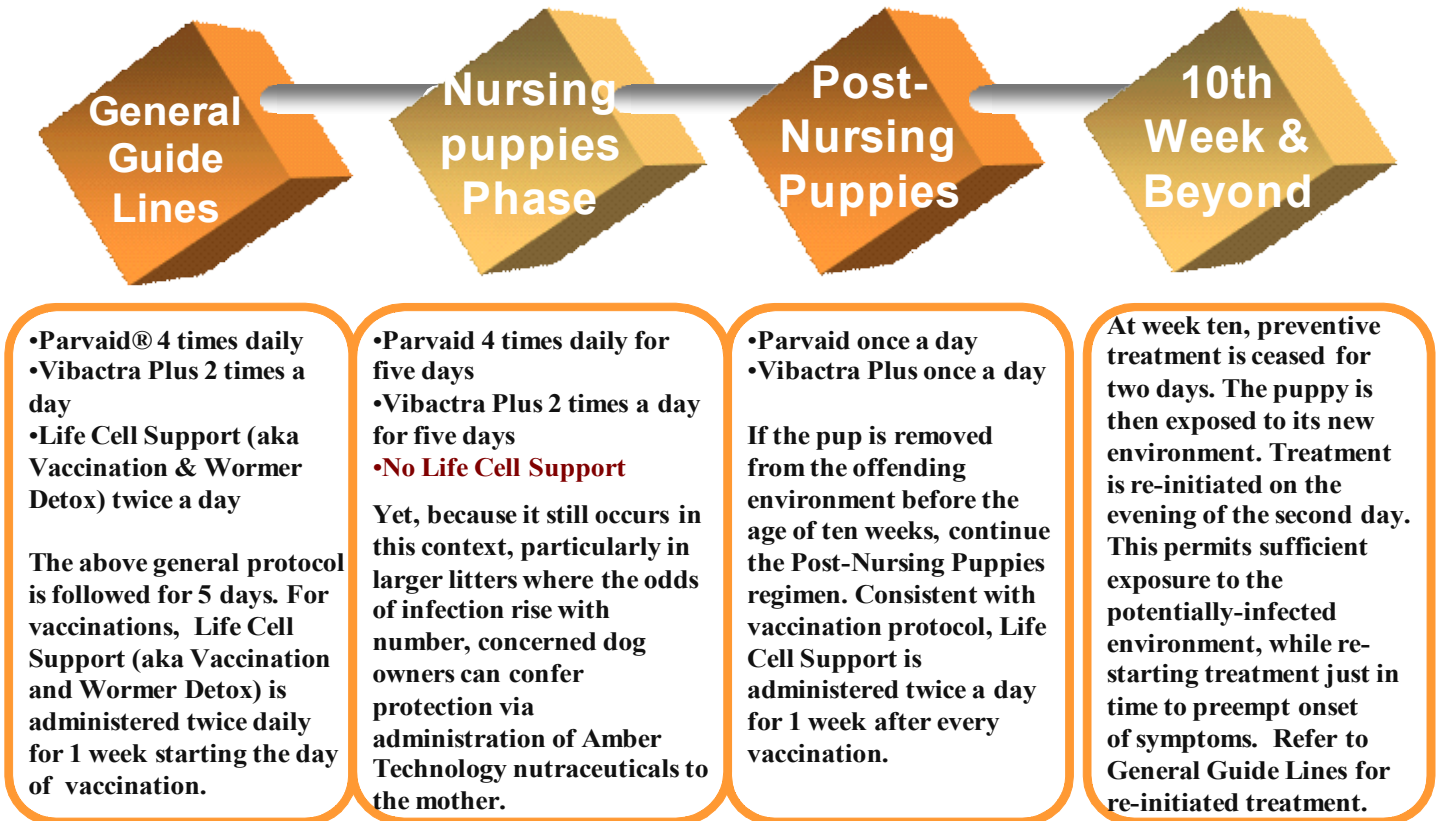 General
Guide
Lines
Nursing
puppies
Phase
Post-
Nursing
Puppies
10th
Week &
Beyond
•Parvaid® 4 times daily
•Vibactra Plus 2 times a
day
•Life Cell Support (aka
Vaccination & Wormer
Detox) twice a day
The above general protocol
is followed for 5 days. For
vaccinations, Life Cell
Support (aka Vaccination
and Wormer Detox) is
administered twice daily
for 1 week starting the day
of vaccination.
•Parvaid 4 times daily for
five days
•Vibactra Plus 2 times a day
for five days
•No Life Cell Support
Yet, because it still occurs in
this context, particularly in
larger litters where the odds
of infection rise with
number, concerned dog
owners can confer
protection via
administration of Amber
Technology nutraceuticals to
the mother.
•Parvaid once a day
•Vibactra Plus once a day
If the pup is removed
from the offending
environment before the
age of ten weeks, continue
the Post-Nursing Puppies
regimen. Consistent with
vaccination protocol, Life
Cell Support is
administered twice a day
for 1 week after every
vaccination.
At week ten, preventive
treatment is ceased for
two days. The puppy is
then exposed to its new
environment. Treatment
is re-initiated on the
evening of the second day.
This permits sufficient
exposure to the
potentially-infected
environment, while re-
starting treatment just in
time to preempt onset
of symptoms. Refer to
General Guide Lines for
re-initiated treatment.